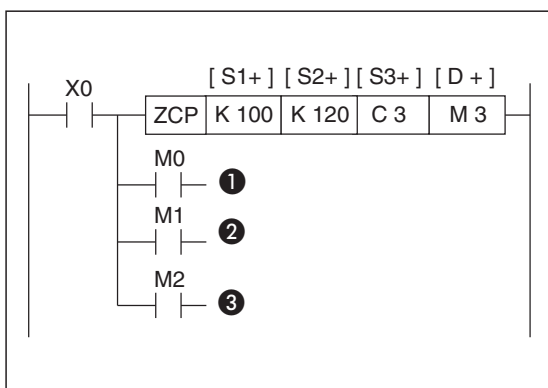 [ S1+ ] [ S2+ ] [ S3+ ] [ D + ]
X0
ZCP K 100 K 120 C 3 M 3
M0
❶
M1
❷
M2
❸